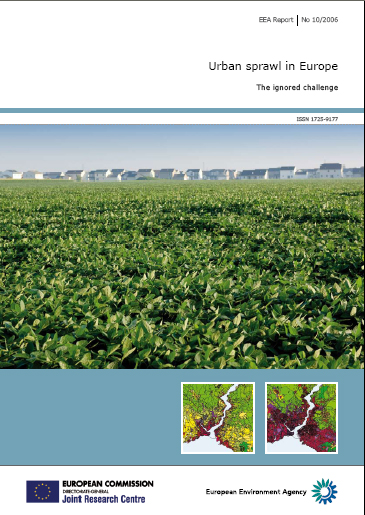 EEA Report | No 10/2006
Urban sprawl in Europe
The ignored challenge
ISSN 1725-9177
EUROPEAN COMMISSION
DIRECTORATE-GENERAL
Joint Research Centre
European Environment Agency